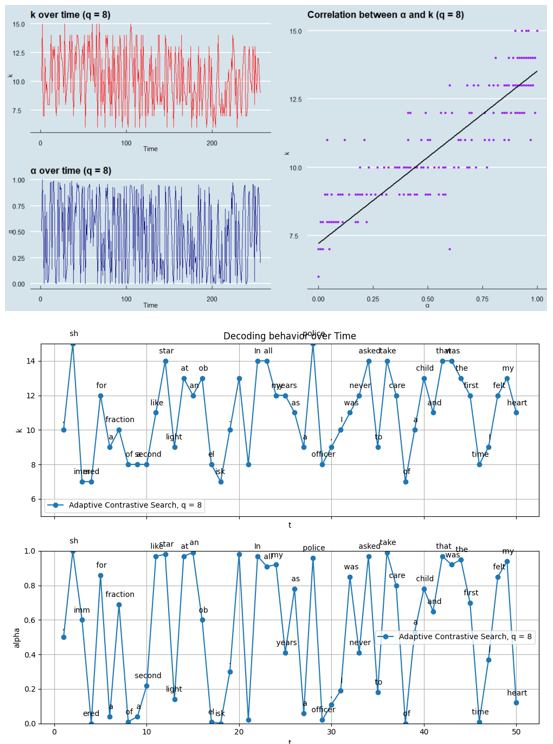 k over time (q = 8)
15.0
12.5
10.0
7.5
k
0
100
200
Time
α over time (q = 8)
1.00
0.75
0.50
0.25
0.00
α
0
100
200
Time
Correlation between α and k (q = 8)
15.0
12.5
10.0
7.5
k
0.00
0.25
0.50
0.75
1.00
α
Decoding behavior over Time
sh
police
star
In all
asked
take
that
was
at
ob
child
the
my
for
an
my
years
never
care
first
felt
like
as
was
and
heart
fraction
I
a
light
a
officer
to
I
of a second
el
time
imm
ered
isk
of
14
12
10
8
6
k
Adaptive Contrastive Search, q = 8
t
sh
like
star
at
an
In
all
my
police
asked
take
that
was
the
my
for
was
felt
imm
fraction
as
care
child
and
first
ob
years
never
a
second
light
I
to
heart
ered
a
of
a
el
isk
a
officer
of
time
1.0
0.8
0.6
0.4
0.2
0.0
alpha
Adaptive Contrastive Search, q = 8
0
10
20
30
40
50
t